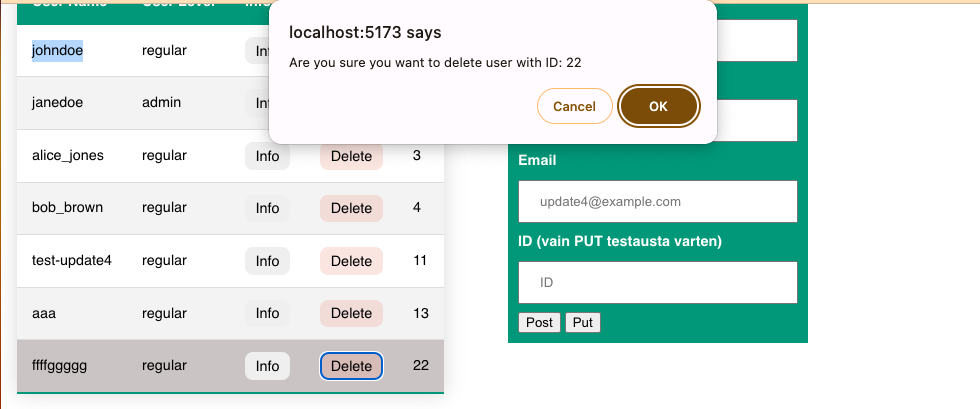 User Name User Level Info
localhost:5173 says
Are you sure you want to delete user with ID: 22
Cancel OK
johndoe regular
janedoe admin
alice_jones regular Info Delete 3
bob_brown regular Info Delete 4
test-update4 regular Info Delete 11
aaa regular Info Delete 13
ffffggggg regular Info Delete 22
Email
update4@example.com
ID (vain PUT testausta varten)
ID
Post Put